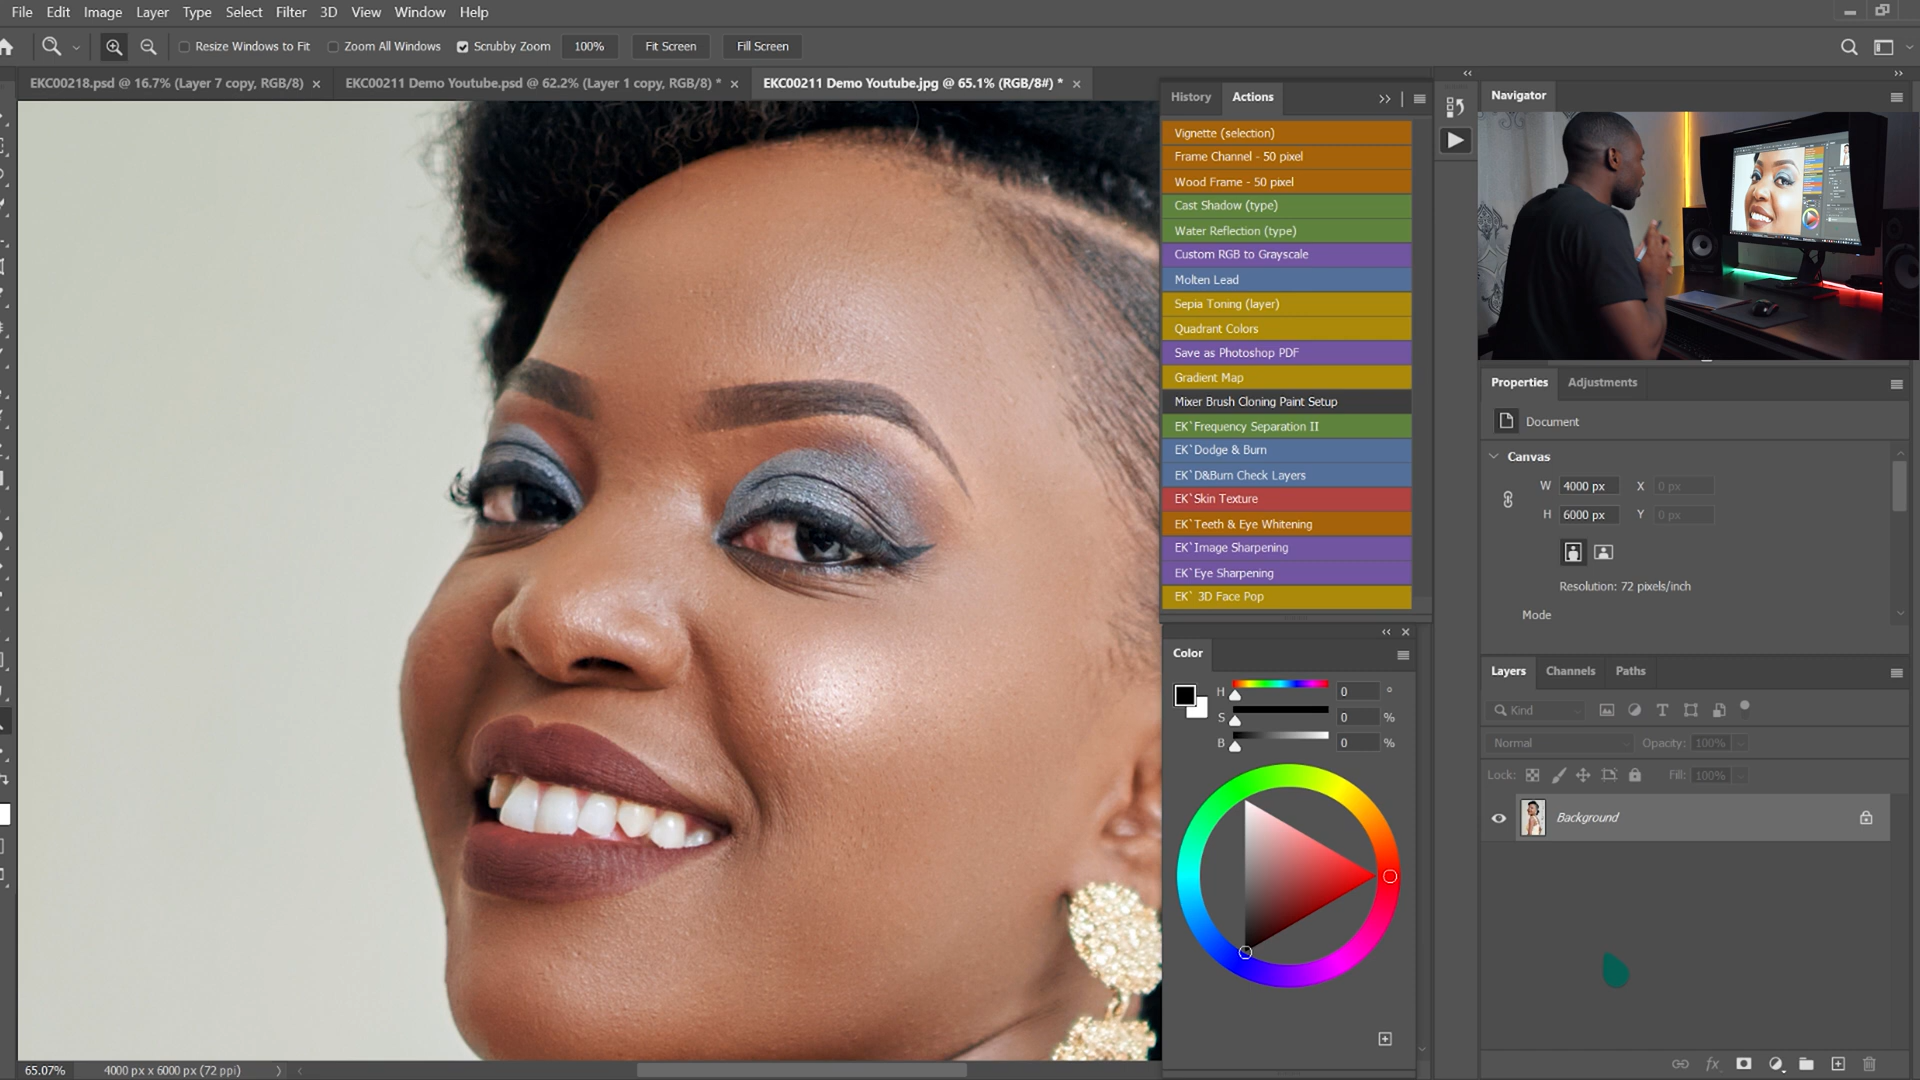 File Edit Image Layer Type Select Filter 3D View Window Help
Resize Windows to Fit Zoom All Windows Scrubby Zoom 100% Fit Screen Fill Screen
EKC00218.psd @ 16.7% (Layer 7 copy, RGB/8) × EKC00211 Demo Youtube.psd @ 62.2% (Layer 1 copy, RGB/8) * × EKC00211 Demo Youtube.jpg @ 65.1% (RGB/8#) * ×
History Actions
Vignette (selection)
Frame Channel - 50 pixel
Wood Frame - 50 pixel
Cast Shadow (type)
Water Reflection (type)
Custom RGB to Grayscale
Molten Lead
Sepia Toning (layer)
Quadrant Colors
Save as Photoshop PDF
Gradient Map
Mixer Brush Cloning Paint Setup
EK`Frequency Separation II
EK`Dodge & Burn
EK`D&Burn Check Layers
EK`Skin Texture
EK`Teeth & Eye Whitening
EK`Image Sharpening
EK`Eye Sharpening
EK` 3D Face Pop
Color
H 0 °
S 0 %
B 0 %
Navigator
Properties Adjustments
Document
Canvas
W 4000 px X 0 px
H 6000 px Y 0 px
Resolution: 72 pixels/inch
Mode
Layers Channels Paths
Kind
Normal Opacity: 100%
Lock: Fill: 100%
Background
fx
65.07% 4000 px x 6000 px (72 ppi)